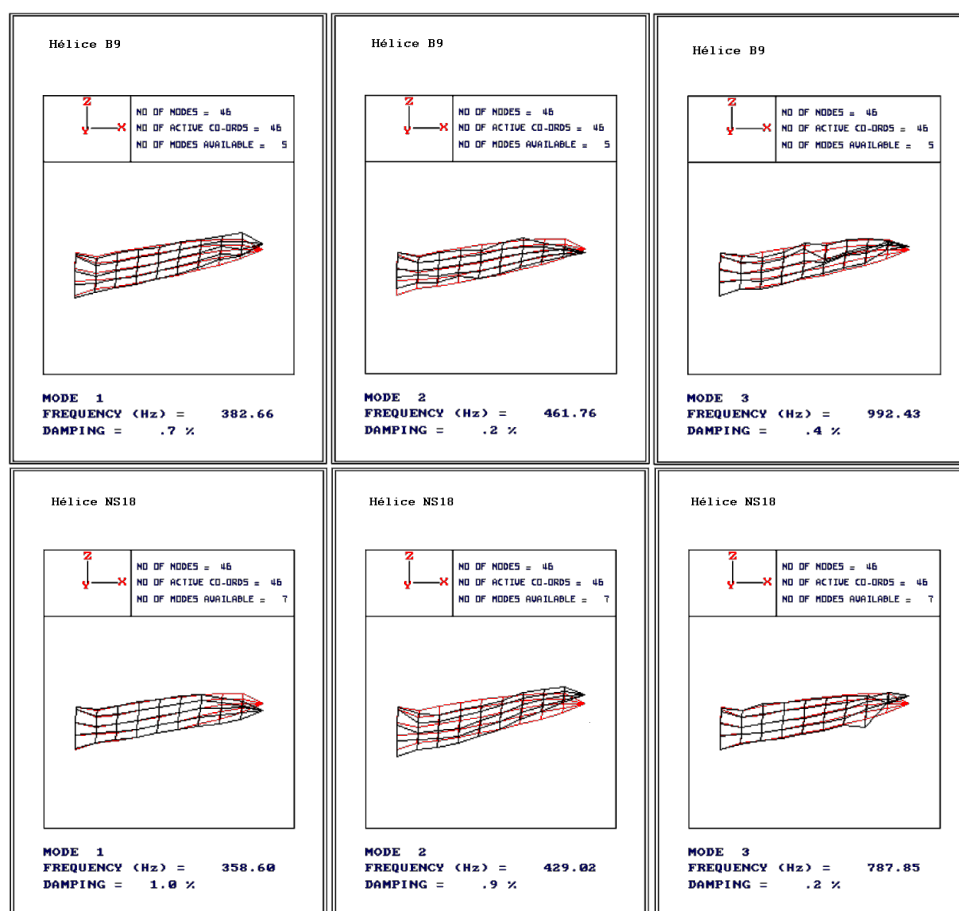 Hélice B9
Z
Y X
NO OF NODES = 46
NO OF ACTIVE CO-ORDS = 46
NO OF MODES AVAILABLE = 5
MODE 1
FREQUENCY (Hz) = 382.66
DAMPING = .7 %
Hélice B9
Z
Y X
NO OF NODES = 46
NO OF ACTIVE CO-ORDS = 46
NO OF MODES AVAILABLE = 5
MODE 2
FREQUENCY (Hz) = 461.76
DAMPING = .2 %
Hélice B9
Z
Y X
NO OF NODES = 46
NO OF ACTIVE CO-ORDS = 46
NO OF MODES AVAILABLE = 5
MODE 3
FREQUENCY (Hz) = 992.43
DAMPING = .4 %
Hélice NS18
Z
Y X
NO OF NODES = 46
NO OF ACTIVE CO-ORDS = 46
NO OF MODES AVAILABLE = 7
MODE 1
FREQUENCY (Hz) = 358.60
DAMPING = 1.0 %
Hélice NS18
Z
Y X
NO OF NODES = 46
NO OF ACTIVE CO-ORDS = 46
NO OF MODES AVAILABLE = 7
MODE 2
FREQUENCY (Hz) = 429.02
DAMPING = .9 %
Hélice NS18
Z
Y X
NO OF NODES = 46
NO OF ACTIVE CO-ORDS = 46
NO OF MODES AVAILABLE = 7
MODE 3
FREQUENCY (Hz) = 787.85
DAMPING = .2 %